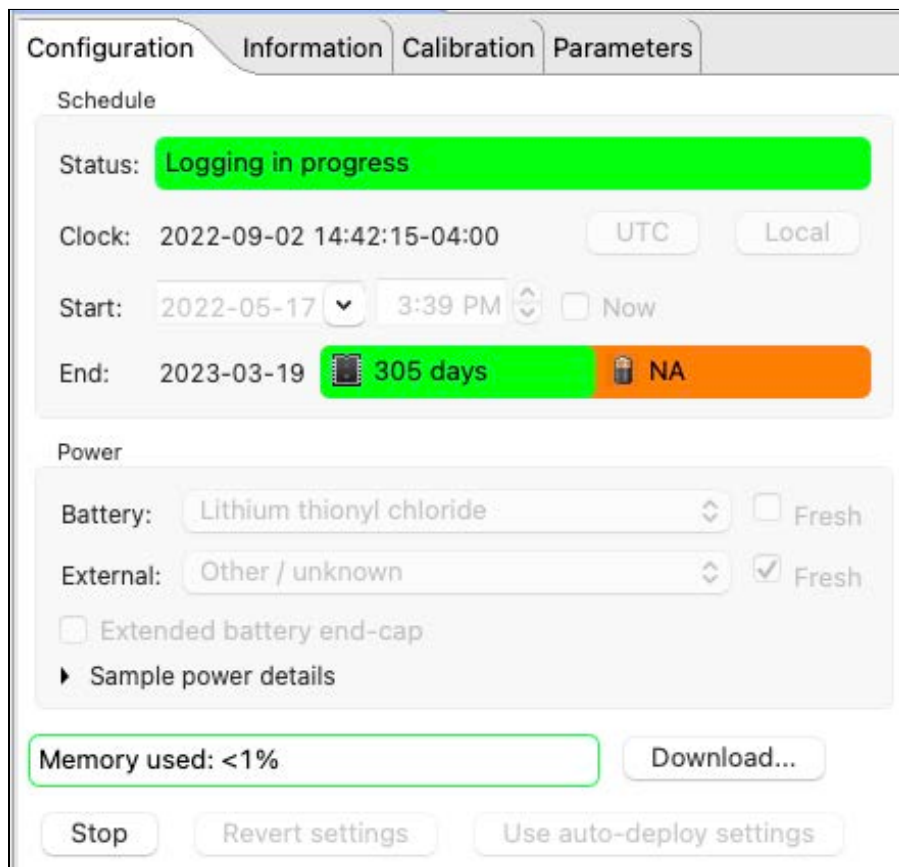 Configuration Information Calibration Parameters
Schedule
Status: Logging in progress
Clock: 2022-09-02 14:42:15-04:00 UTC Local
Start: 2022-05-17 3:39 PM Now
End: 2023-03-19 305 days NA
Power
Battery: Lithium thionyl chloride Fresh
External: Other / unknown Fresh
Extended battery end-cap
Sample power details
Memory used: <1% Download...
Stop Revert settings Use auto-deploy settings